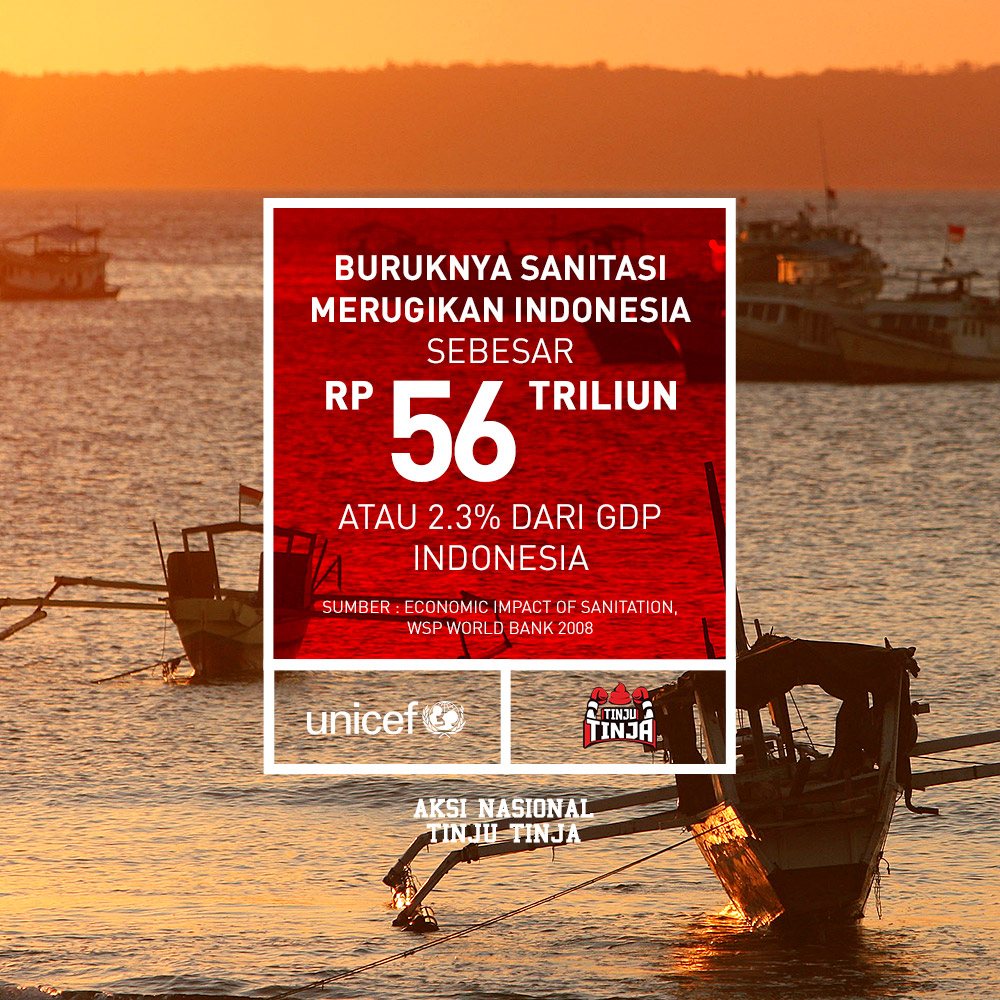 BURUKNYA SANITASI
MERUGIKAN INDONESIA
SEBESAR
RP 56 TRILIUN
ATAU 2.3% DARI GDP
INDONESIA
SUMBER : ECONOMIC IMPACT OF SANITATION,
WSP WORLD BANK 2008
unicef
TINJU
TINJA
AKSI NASIONAL
TINJU TINJA